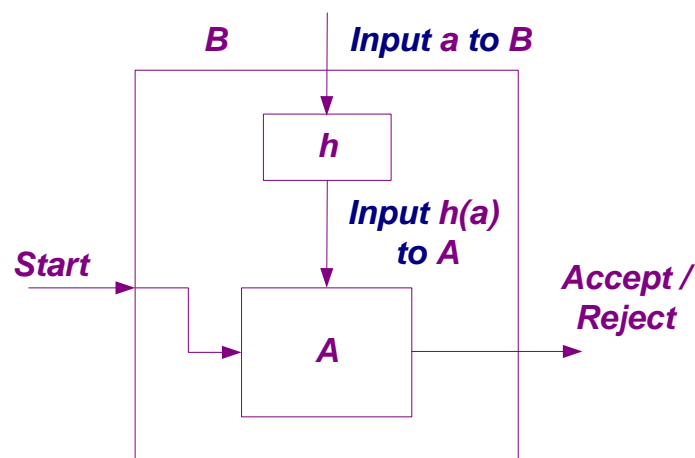 B
Input a to B
h
Input h(a)
to A
Start
Accept /
Reject
A